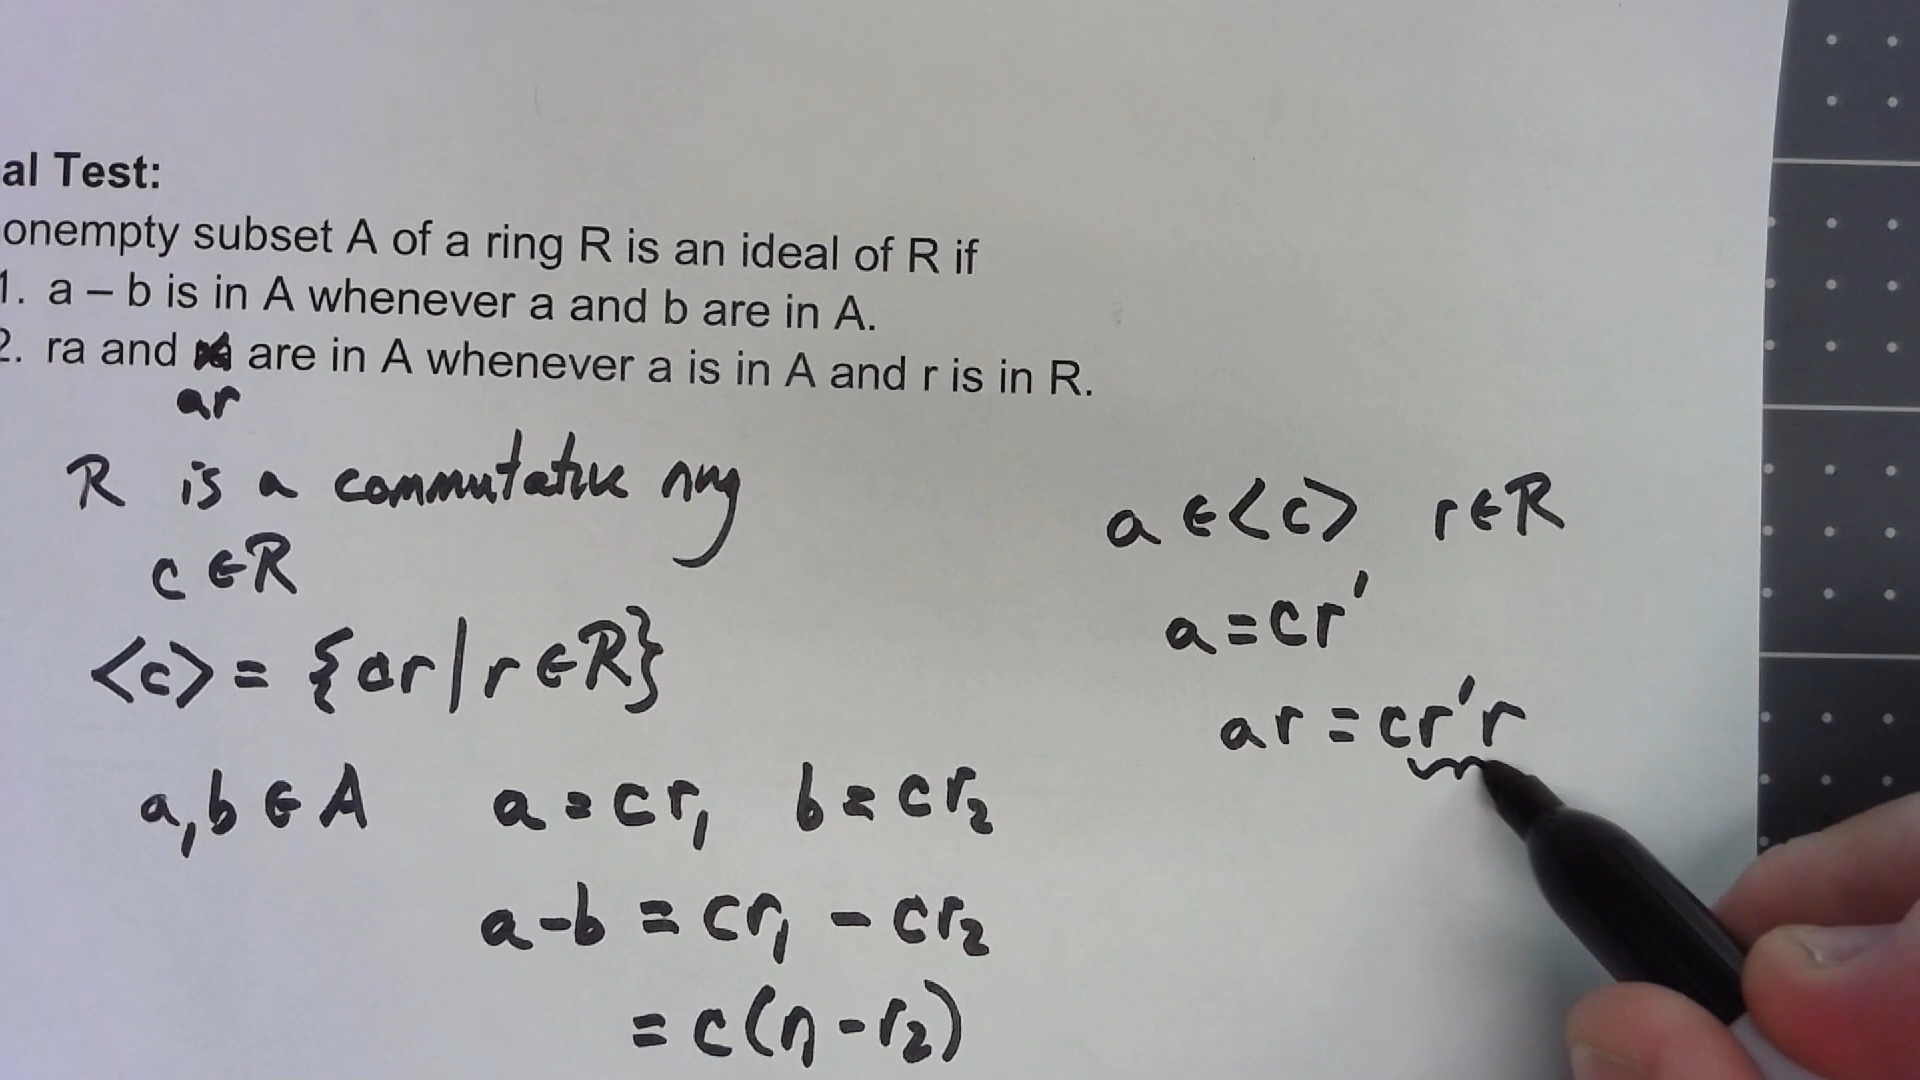 al Test:
onempty subset A of a ring R is an ideal of R if
1. a – b is in A whenever a and b are in A.
2. ra and are in A whenever a is in A and r is in R.
ar
R is a commutative ring
c ∈ R
<c> = {cr | r ∈ R}
a, b ∈ A a = cr₁ b = cr₂
a - b = cr₁ - cr₂
= c(r₁ - r₂)
a ∈ <c> r ∈ R
a = cr'
ar = cr'r